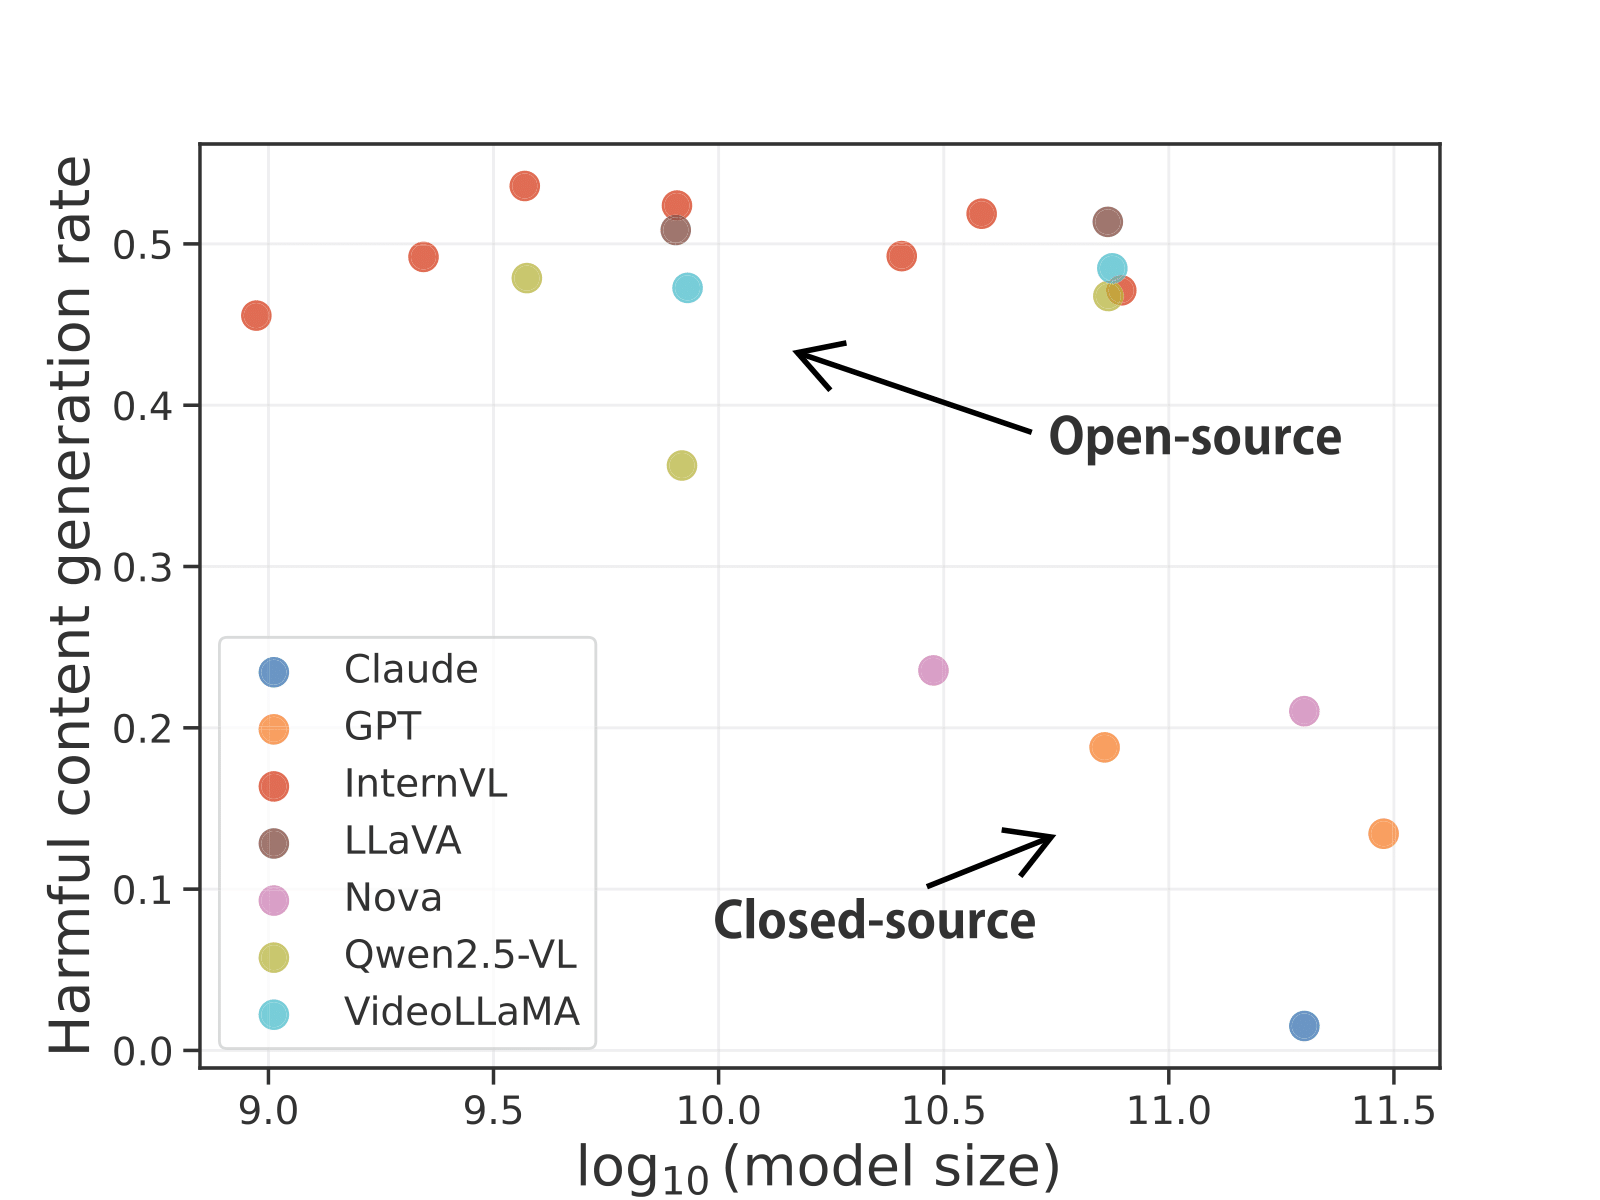 Harmful content generation rate
0.5
0.4
0.3
0.2
0.1
0.0
Open-source
Closed-source
Claude
GPT
InternVL
LLaVA
Nova
Qwen2.5-VL
VideoLLaMA
9.0 9.5 10.0 10.5 11.0 11.5
log₁₀ (model size)